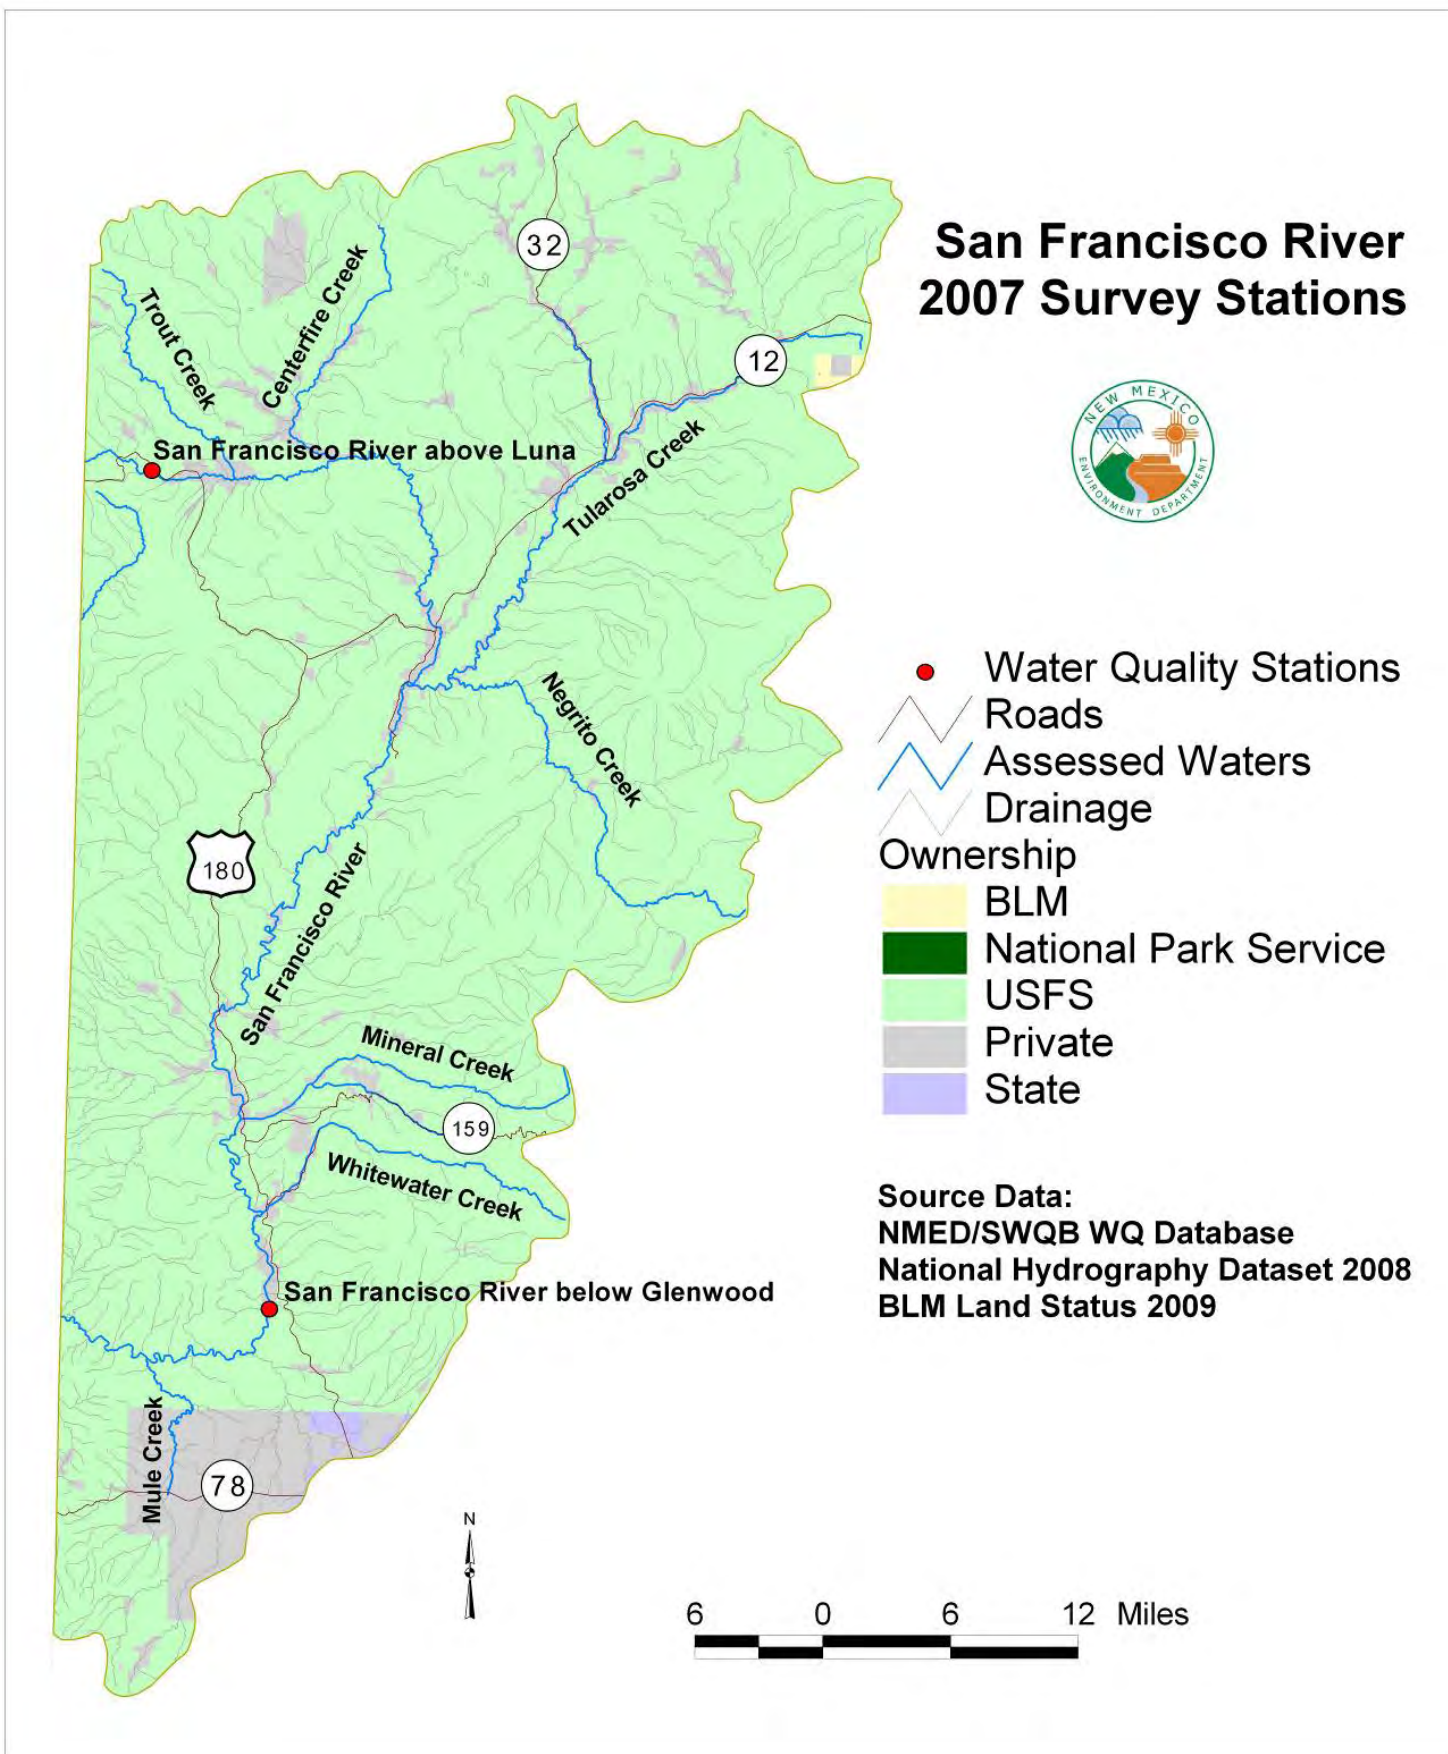 San Francisco River
2007 Survey Stations
NEW MEXICO
ENVIRONMENT DEPARTMENT
32
12
Trout Creek
Centerfire Creek
San Francisco River above Luna
Tularosa Creek
Negrito Creek
180
San Francisco River
Mineral Creek
159
Whitewater Creek
San Francisco River below Glenwood
Mule Creek
78
Water Quality Stations
Roads
Assessed Waters
Drainage
Ownership
BLM
National Park Service
USFS
Private
State
Source Data:
NMED/SWQB WQ Database
National Hydrography Dataset 2008
BLM Land Status 2009
N
6 0 6 12 Miles